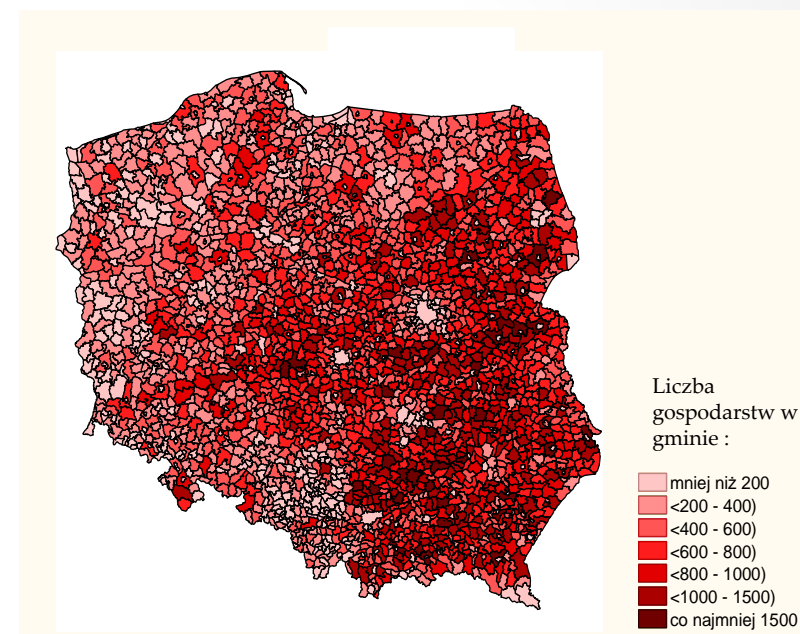 Liczba
gospodarstw w
gminie :
mniej niż 200
<200 - 400)
<400 - 600)
<600 - 800)
<800 - 1000)
<1000 - 1500)
co najmniej 1500